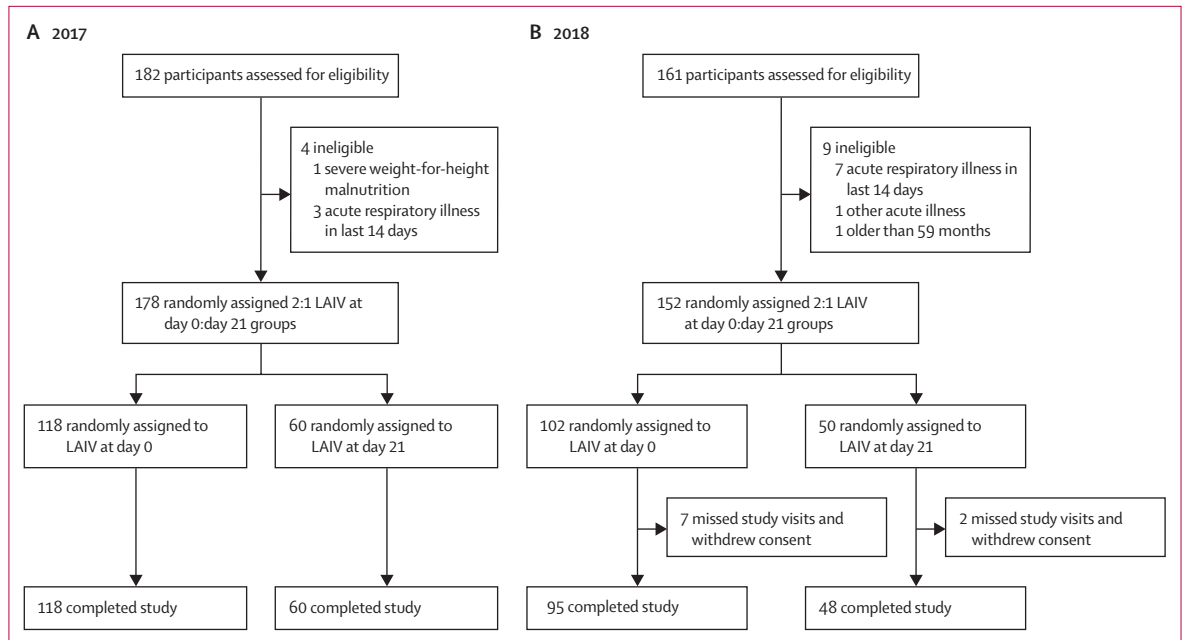 A 2017
182 participants assessed for eligibility
4 ineligible
1 severe weight-for-height
malnutrition
3 acute respiratory illness
in last 14 days
178 randomly assigned 2:1 LAIV at
day 0:day 21 groups
118 randomly assigned to
LAIV at day 0
60 randomly assigned to
LAIV at day 21
118 completed study
60 completed study
B 2018
161 participants assessed for eligibility
9 ineligible
7 acute respiratory illness in
last 14 days
1 other acute illness
1 older than 59 months
152 randomly assigned 2:1 LAIV
at day 0:day 21 groups
102 randomly assigned to
LAIV at day 0
50 randomly assigned to
LAIV at day 21
7 missed study visits and
withdrew consent
2 missed study visits and
withdrew consent
95 completed study
48 completed study